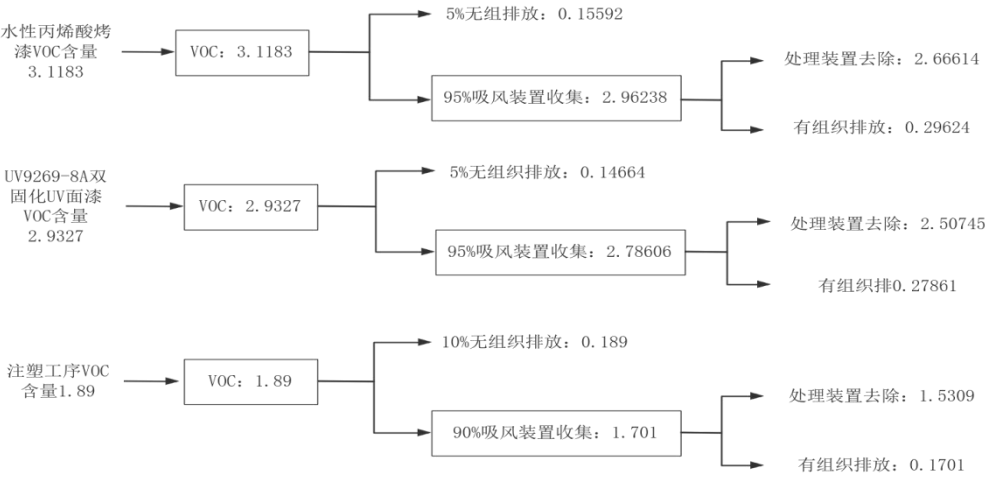 水性丙烯酸烤
漆VOC含量
3.1183
VOC：3.1183
5%无组排放：0.15592
95%吸风装置收集：2.96238
处理装置去除：2.66614
有组织排放：0.29624
UV9269-8A双
固化UV面漆
VOC含量
2.9327
VOC：2.9327
5%无组织排放：0.14664
95%吸风装置收集：2.78606
处理装置去除：2.50745
有组织排0.27861
注塑工序VOC
含量1.89
VOC：1.89
10%无组织排放：0.189
90%吸风装置收集：1.701
处理装置去除：1.5309
有组织排放：0.1701